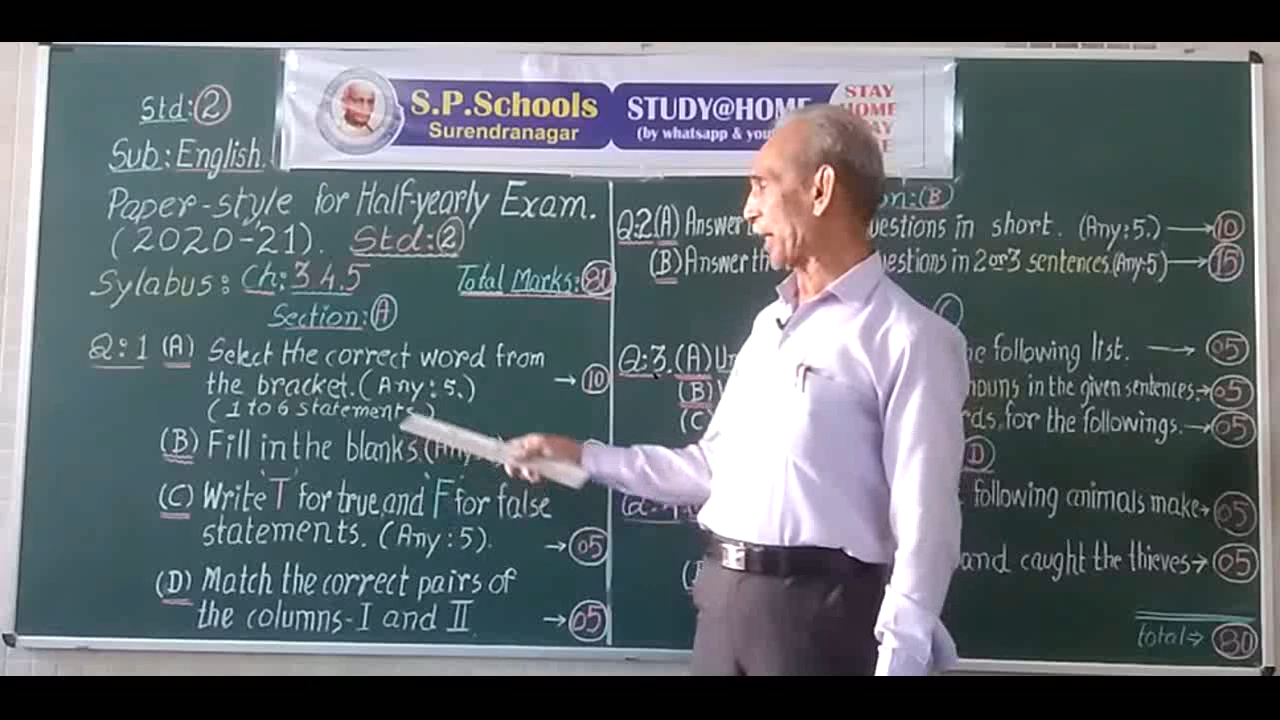 S.P.Schools
Surendranagar
STUDY@HOME
(by whatsapp &
STAY
HOME
Std: 2
Sub: English.
Paper-style for Half-yearly Exam.
(2020-21). Std: 2
Sylabus: Ch: 3 4.5 Total Marks: 80
Section: A
Q: 1 (A) Select the correct word from
the bracket. (Any: 5.) → 10
(1 to 6 statements)
(B) Fill in the blanks. (Any
(C) Write 'T' for true, and 'F' for false
statements. (Any: 5). → 05
(D) Match the correct pairs of
the columns-I and II → 05
(B)
Q.2 (A) Answer in short. (Any: 5.) → 10
(B) Answer in 2 or 3 sentences. (Any-5) → 15
Q:3. (A) following list. → 05
(B) in the given sentences. → 05
(C) for the followings. → 05
D
following animals make → 05
and caught the thieves → 05
total → 80